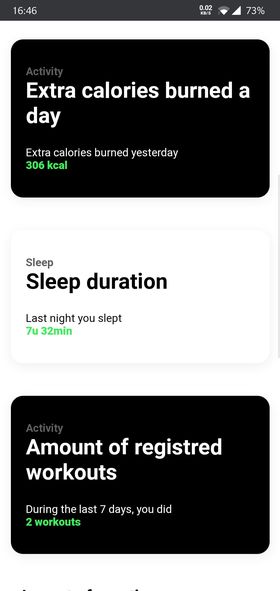 16:46
0.02
KB/S
73%
Activity
Extra calories burned a
day
Extra calories burned yesterday
306 kcal
Sleep
Sleep duration
Last night you slept
7u 32min
Activity
Amount of registred
workouts
During the last 7 days, you did
2 workouts